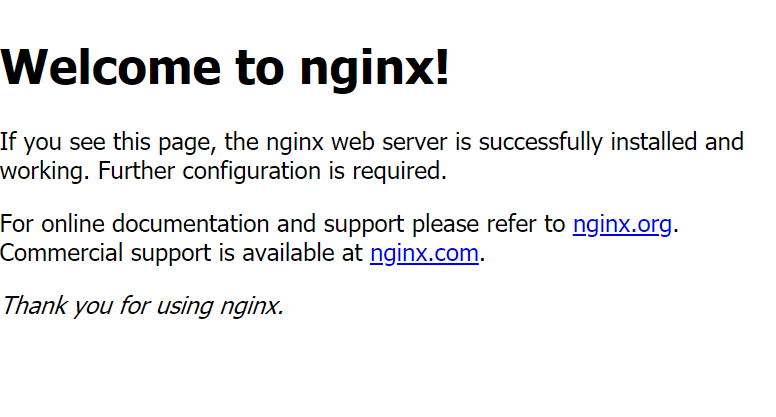 Welcome to nginx!
If you see this page, the nginx web server is successfully installed and
working. Further configuration is required.
For online documentation and support please refer to nginx.org.
Commercial support is available at nginx.com.
Thank you for using nginx.